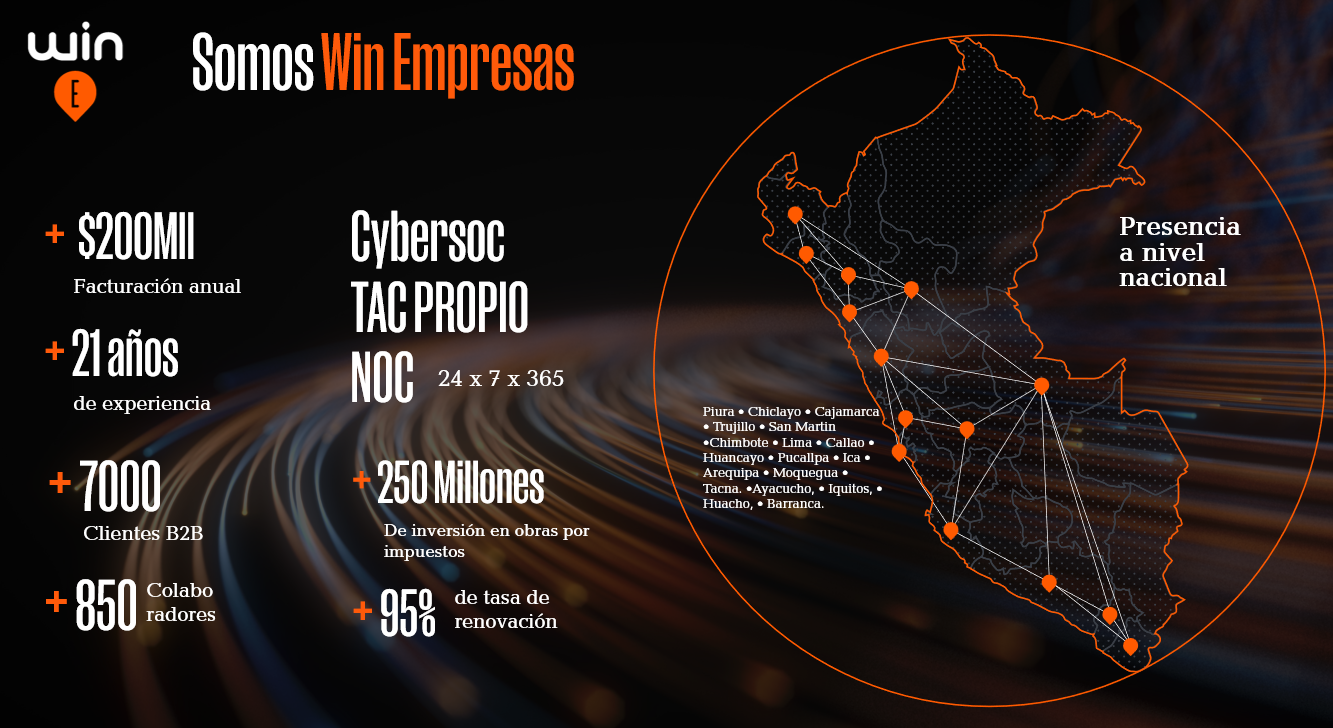 win
E
Somos Win Empresas
+ $200Mll
Facturación anual
+ 21 años
de experiencia
+ 7000
Clientes B2B
+ 850 Colabo
radores
Cybersoc
TAC PROPIO
NOC 24 x 7 x 365
+ 250 Millones
De inversión en obras por
impuestos
+ 95% de tasa de
renovación
Presencia
a nivel
nacional
Piura • Chiclayo • Cajamarca
• Trujillo • San Martin
•Chimbote • Lima • Callao •
Huancayo • Pucallpa • Ica •
Arequipa • Moquegua •
Tacna. •Ayacucho, • Iquitos, •
Huacho, • Barranca.